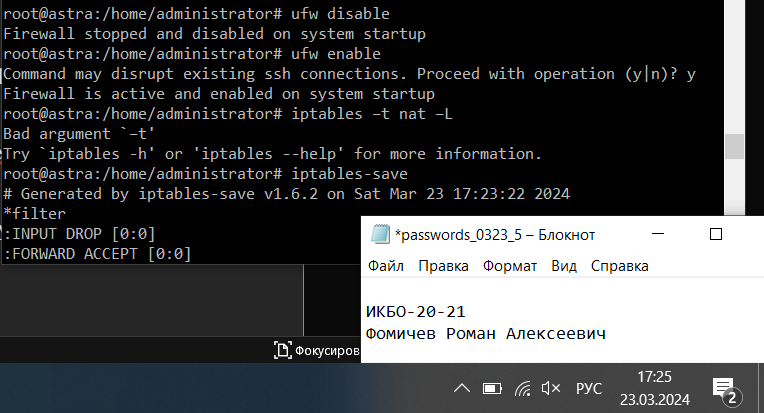 root@astra:/home/administrator# ufw disable
Firewall stopped and disabled on system startup
root@astra:/home/administrator# ufw enable
Command may disrupt existing ssh connections. Proceed with operation (y|n)? y
Firewall is active and enabled on system startup
root@astra:/home/administrator# iptables –t nat –L
Bad argument `–t'
Try `iptables -h' or 'iptables --help' for more information.
root@astra:/home/administrator# iptables-save
# Generated by iptables-save v1.6.2 on Sat Mar 23 17:23:22 2024
*filter
:INPUT DROP [0:0]
:FORWARD ACCEPT [0:0]
*passwords_0323_5 – Блокнот
Файл Правка Формат Вид Справка
ИКБО-20-21
Фомичев Роман Алексеевич
Фокусиров
РУС
17:25
23.03.2024
2